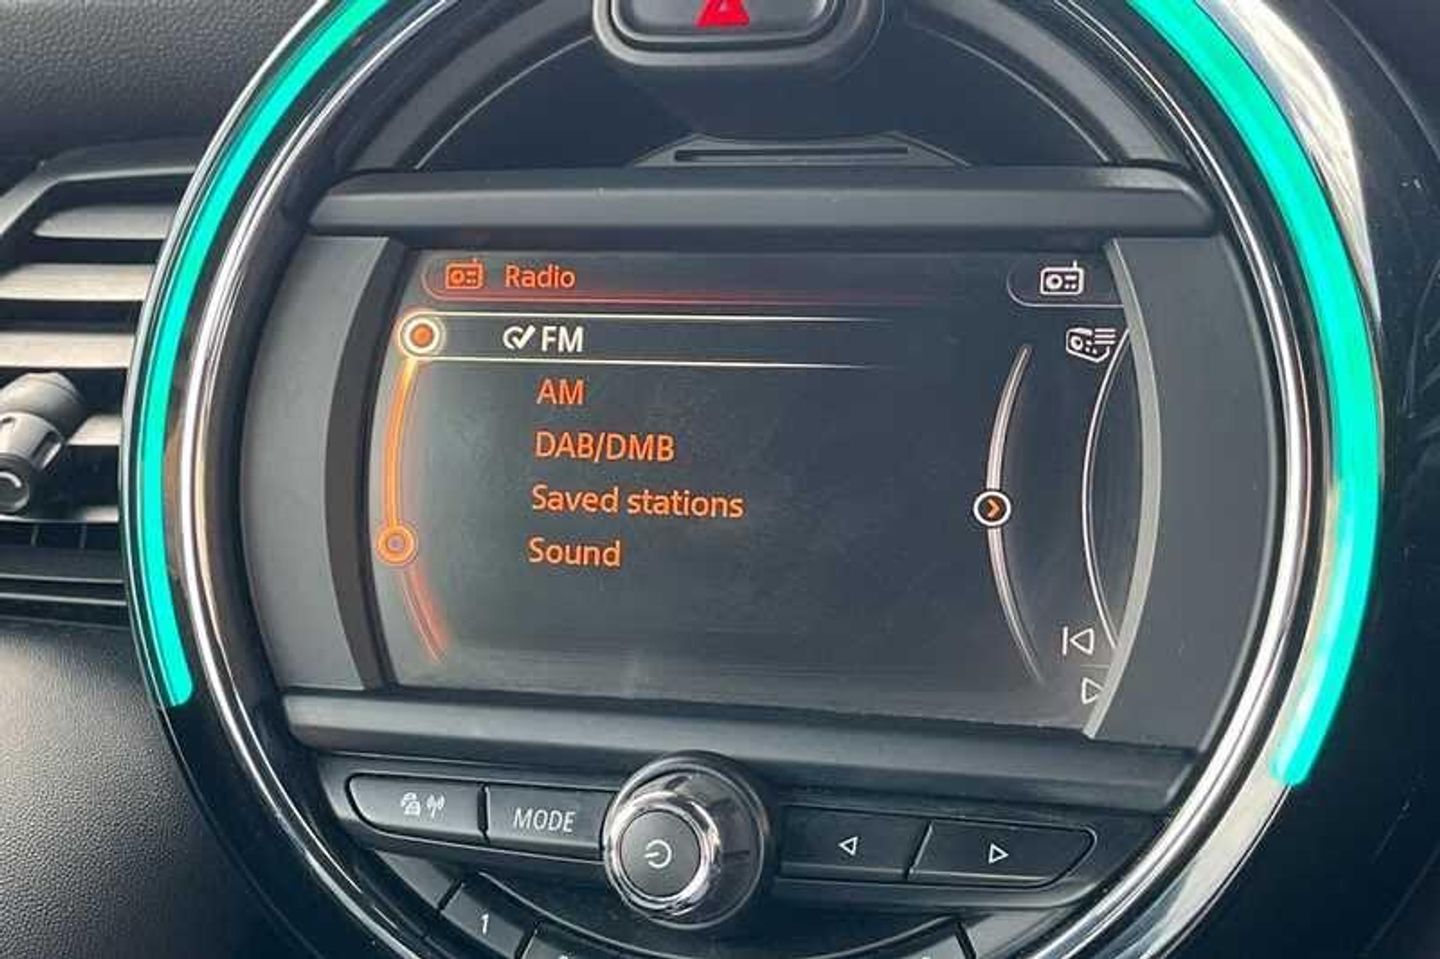 Radio
FM
AM
DAB/DMB
Saved stations
Sound
MODE
1